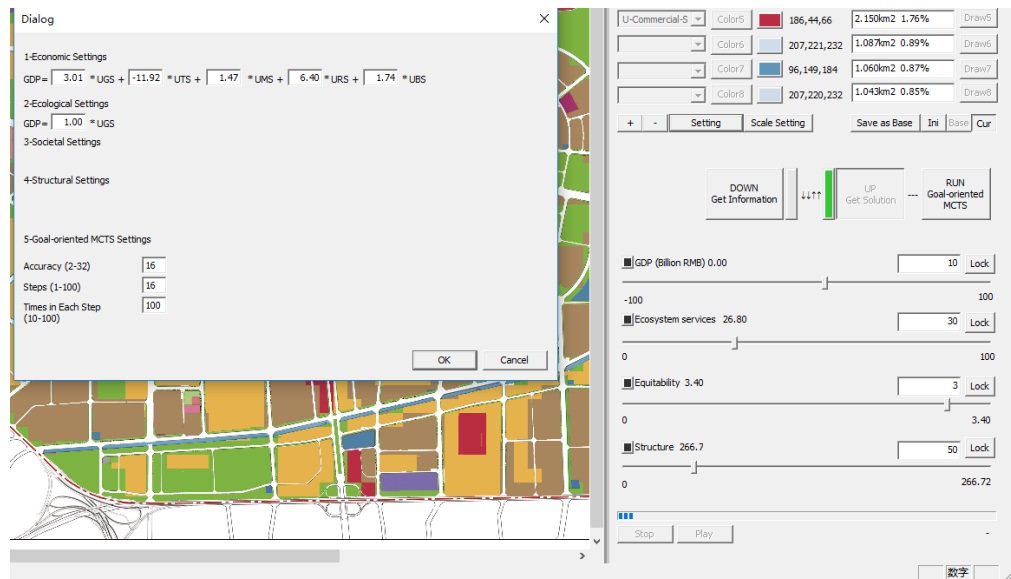 Dialog
1-Economic Settings
GDP= 3.01 *UGS + -11.92 *UTS + 1.47 *UMS + 6.40 *URS + 1.74 *UBS
2-Ecological Settings
GDP= 1.00 *UGS
3-Societal Settings
4-Structural Settings
5-Goal-oriented MCTS Settings
Accuracy (2-32) 16
Steps (1-100) 16
Times in Each Step 100
(10-100)
OK Cancel
U-Commercial-S Color5 186,44,66 2.150km2 1.76% Draw5
Color6 207,221,232 1.087km2 0.89% Draw6
Color7 96,149,184 1.060km2 0.87% Draw7
Color8 207,220,232 1.043km2 0.85% Draw8
+ - Setting Scale Setting Save as Base Ini Base Cur
DOWN
Get Information
↓↓↑↑
UP
Get Solution
---
RUN
Goal-oriented
MCTS
GDP (Billion RMB) 0.00 10 Lock
-100 100
Ecosystem services 26.80 30 Lock
0 100
Equitability 3.40 3 Lock
0 3.40
Structure 266.7 50 Lock
0 266.72
Stop Play -
数字